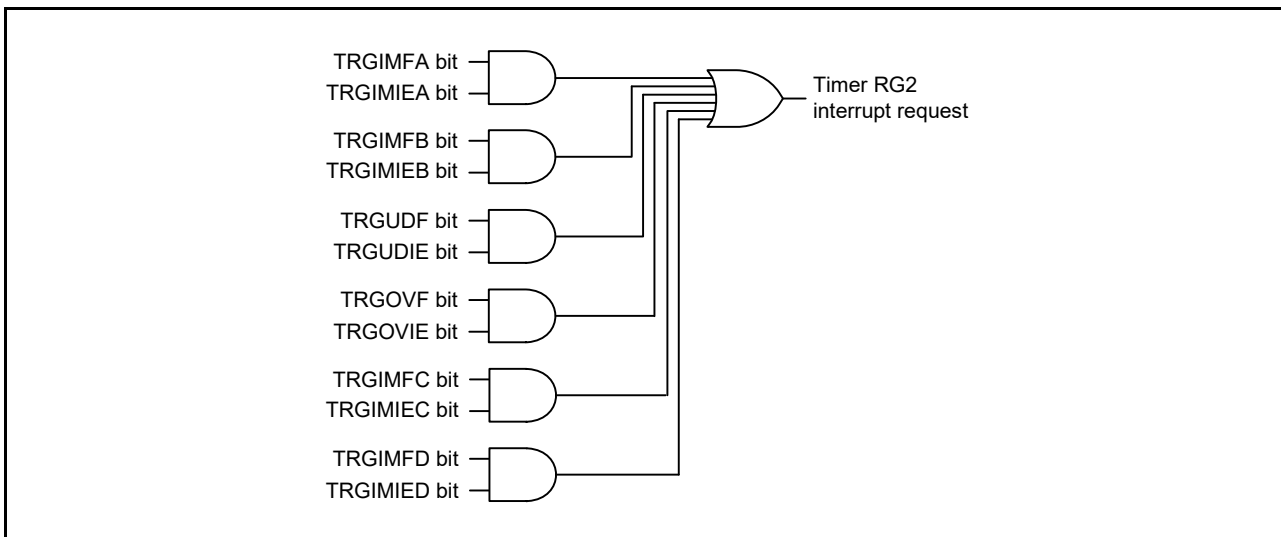 TRGIMFA bit
TRGIMIEA bit
TRGIMFB bit
TRGIMIEB bit
TRGUDF bit
TRGUDIE bit
TRGOVF bit
TRGOVIE bit
TRGIMFC bit
TRGIMIEC bit
TRGIMFD bit
TRGIMIED bit
Timer RG2
interrupt request